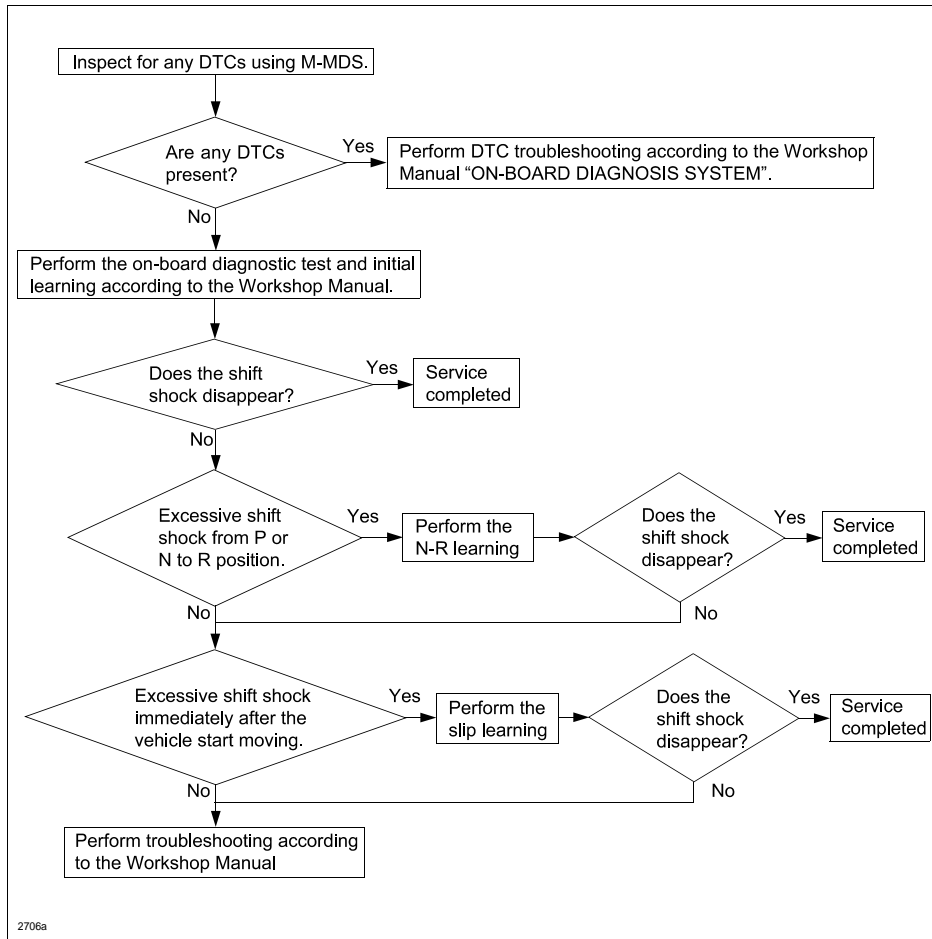 Inspect for any DTCs using M-MDS.
Are any DTCs
present?
Yes
Perform DTC troubleshooting according to the Workshop
Manual “ON-BOARD DIAGNOSIS SYSTEM”.
No
Perform the on-board diagnostic test and initial
learning according to the Workshop Manual.
Does the shift
shock disappear?
Yes
Service
completed
No
Excessive shift
shock from P or
N to R position.
Yes
Perform the
N-R learning
Does the
shift shock
disappear?
Yes
Service
completed
No
No
Excessive shift shock
immediately after the
vehicle start moving.
Yes
Perform the
slip learning
Does the
shift shock
disappear?
Yes
Service
completed
No
No
Perform troubleshooting according
to the Workshop Manual
2706a